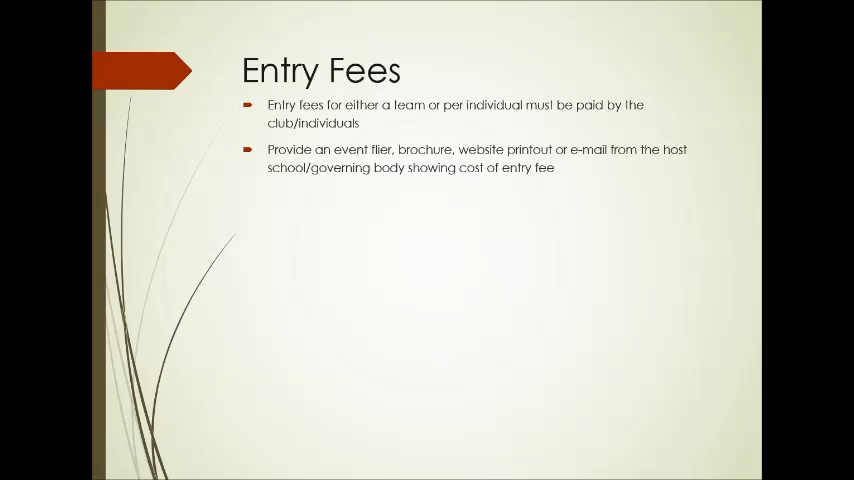 Entry Fees
Entry fees for either a team or per individual must be paid by the
club/individuals
Provide an event flier, brochure, website printout or e-mail from the host
school/governing body showing cost of entry fee